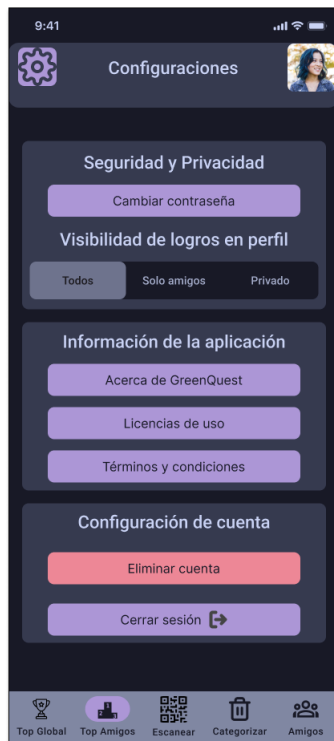 9:41
Configuraciones
Seguridad y Privacidad
Cambiar contraseña
Visibilidad de logros en perfil
Todos Solo amigos Privado
Información de la aplicación
Acerca de GreenQuest
Licencias de uso
Términos y condiciones
Configuración de cuenta
Eliminar cuenta
Cerrar sesión
Top Global Top Amigos Escanear Categorizar Amigos